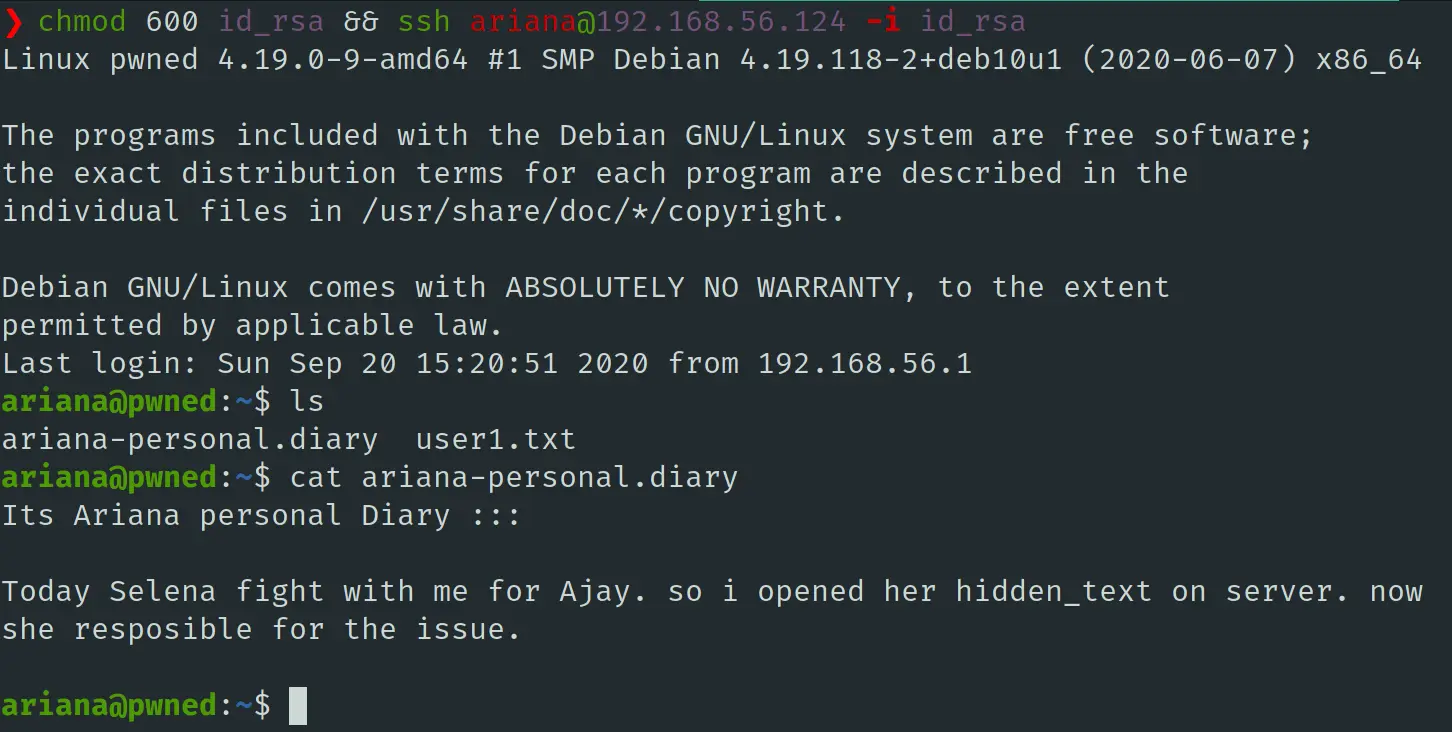 ❯ chmod 600 id_rsa && ssh ariana@192.168.56.124 -i id_rsa
Linux pwned 4.19.0-9-amd64 #1 SMP Debian 4.19.118-2+deb10u1 (2020-06-07) x86_64
The programs included with the Debian GNU/Linux system are free software;
the exact distribution terms for each program are described in the
individual files in /usr/share/doc/*/copyright.
Debian GNU/Linux comes with ABSOLUTELY NO WARRANTY, to the extent
permitted by applicable law.
Last login: Sun Sep 20 15:20:51 2020 from 192.168.56.1
ariana@pwned:~$ ls
ariana-personal.diary  user1.txt
ariana@pwned:~$ cat ariana-personal.diary
Its Ariana personal Diary :::
Today Selena fight with me for Ajay. so i opened her hidden_text on server. now
she resposible for the issue.
ariana@pwned:~$